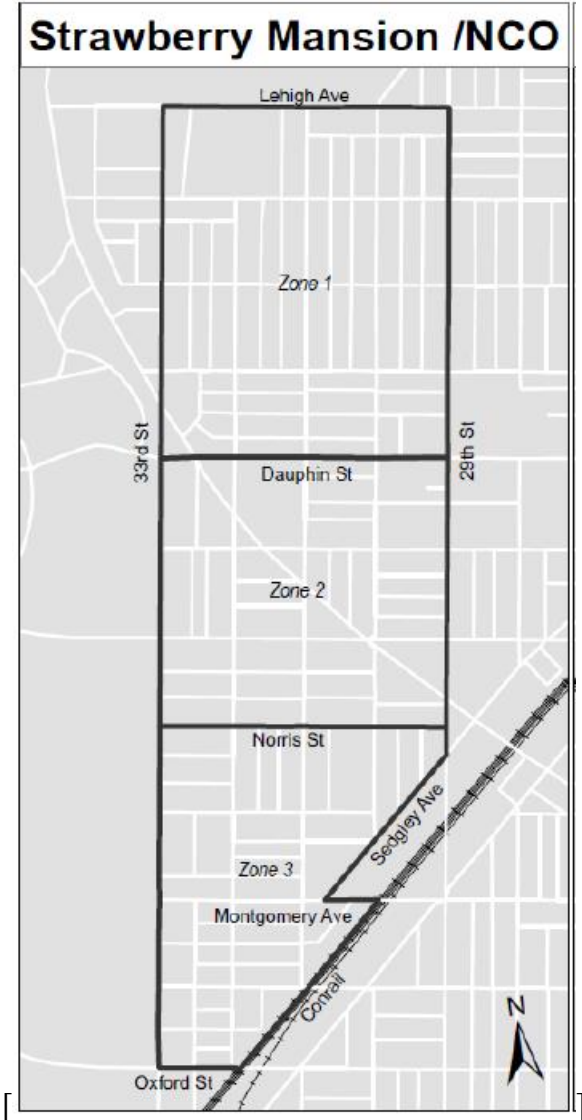 Strawberry Mansion /NCO
Lehigh Ave
Zone 1
33rd St
29th St
Dauphin St
Zone 2
Norris St
Sedgley Ave
Zone 3
Montgomery Ave
Conrail
N
Oxford St
[ ]